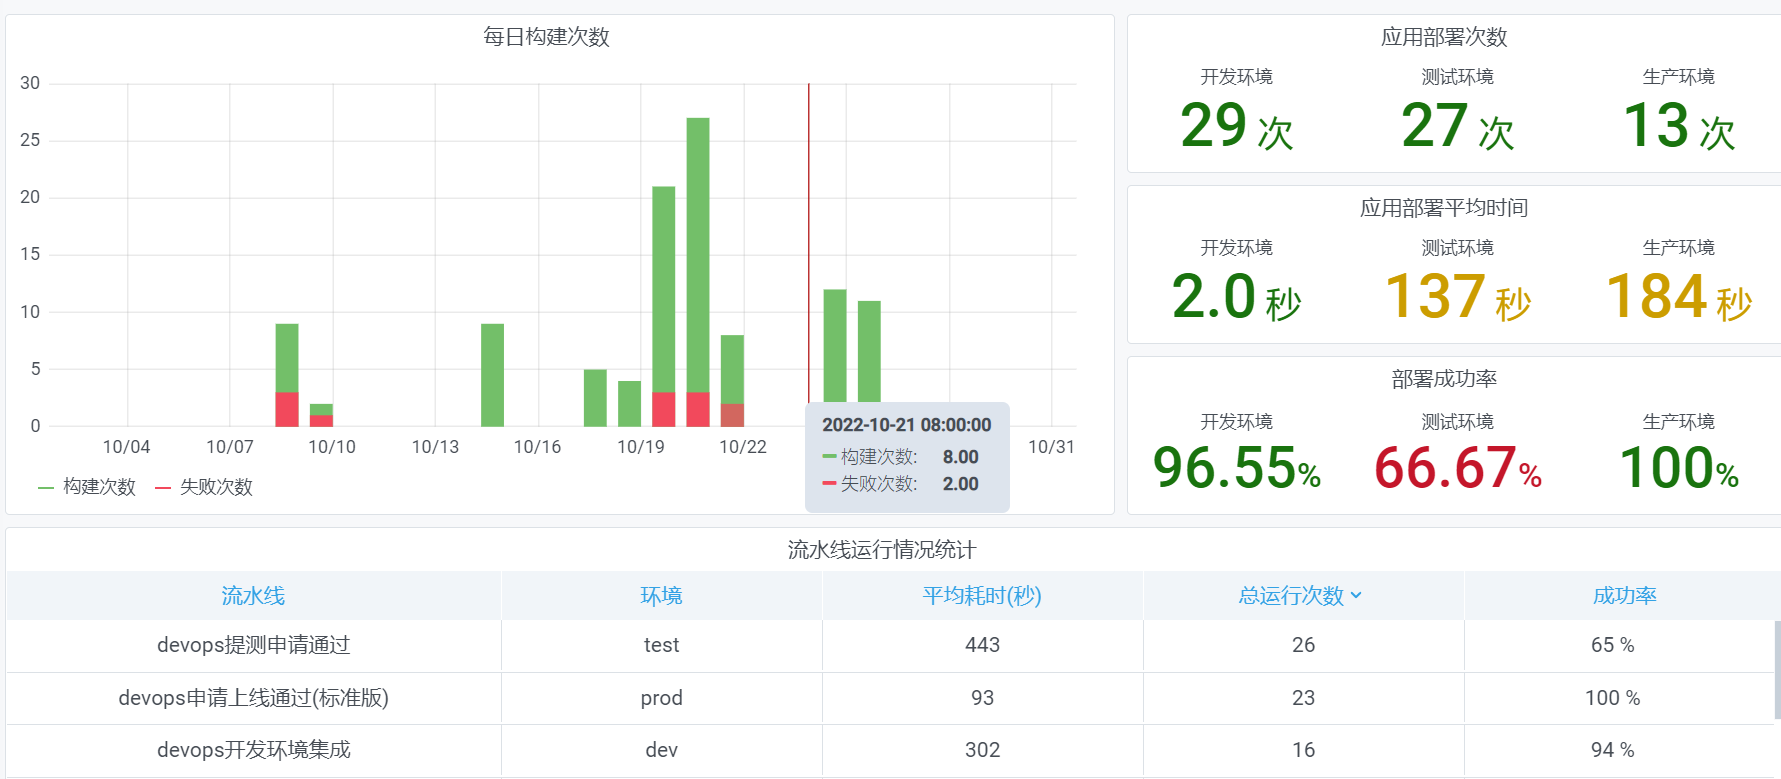 每日构建次数
30
25
20
15
10
5
0
10/04 10/07 10/10 10/13 10/16 10/19 10/22 10/31
构建次数 失败次数
2022-10-21 08:00:00
构建次数: 8.00
失败次数: 2.00
应用部署次数
开发环境 测试环境 生产环境
29 次 27 次 13 次
应用部署平均时间
开发环境 测试环境 生产环境
2.0 秒 137 秒 184 秒
部署成功率
开发环境 测试环境 生产环境
96.55% 66.67% 100%
流水线运行情况统计
流水线 环境 平均耗时(秒) 总运行次数 成功率
devops提测申请通过 test 443 26 65 %
devops申请上线通过(标准版) prod 93 23 100 %
devops开发环境集成 dev 302 16 94 %